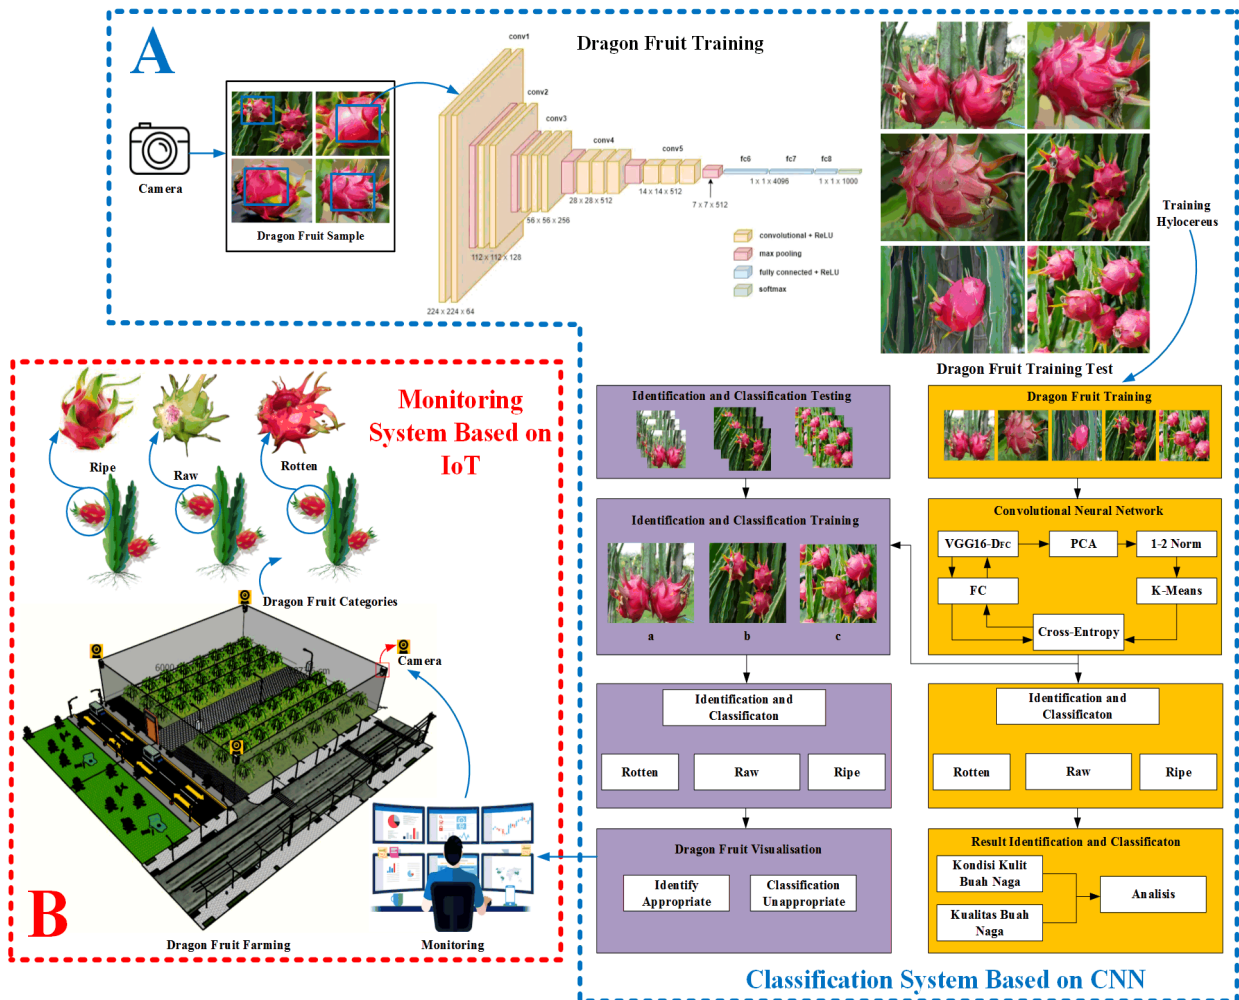 A
Dragon Fruit Training
Camera
Dragon Fruit Sample
conv1
conv2
conv3
conv4
conv5
fc6
fc7
fc8
1 x 1 x 4096
1 x 1 x 1000
7 x 7 x 512
14 x 14 x 512
28 x 28 x 512
56 x 56 x 256
112 x 112 x 128
224 x 224 x 64
convolutional + ReLU
max pooling
fully connected + ReLU
softmax
Training
Hylocereus
Dragon Fruit Training Test
Monitoring
System Based on
IoT
Ripe
Raw
Rotten
Dragon Fruit Categories
Camera
B
Dragon Fruit Farming
Monitoring
Identification and Classification Testing
Identification and Classification Training
a
b
c
Identification and
Classificaton
Rotten
Raw
Ripe
Dragon Fruit Visualisation
Identify
Appropriate
Classification
Unappropriate
Dragon Fruit Training
Convolutional Neural Network
VGG16-DFC
PCA
1-2 Norm
FC
K-Means
Cross-Entropy
Identification and
Classificaton
Rotten
Raw
Ripe
Result Identification and Classificaton
Kondisi Kulit
Buah Naga
Kualitas Buah
Naga
Analisis
Classification System Based on CNN